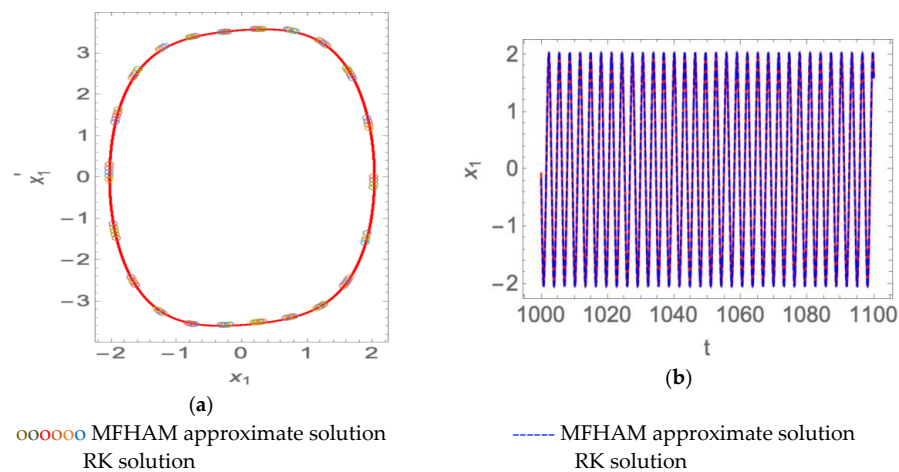 3
2
1
0
−1
−2
−3
x₁′
−2 −1 0 1 2
x₁
(a)
oooooo MFHAM approximate solution
RK solution
2
1
0
−1
−2
x₁
1000 1020 1040 1060 1080 1100
t
(b)
------ MFHAM approximate solution
RK solution